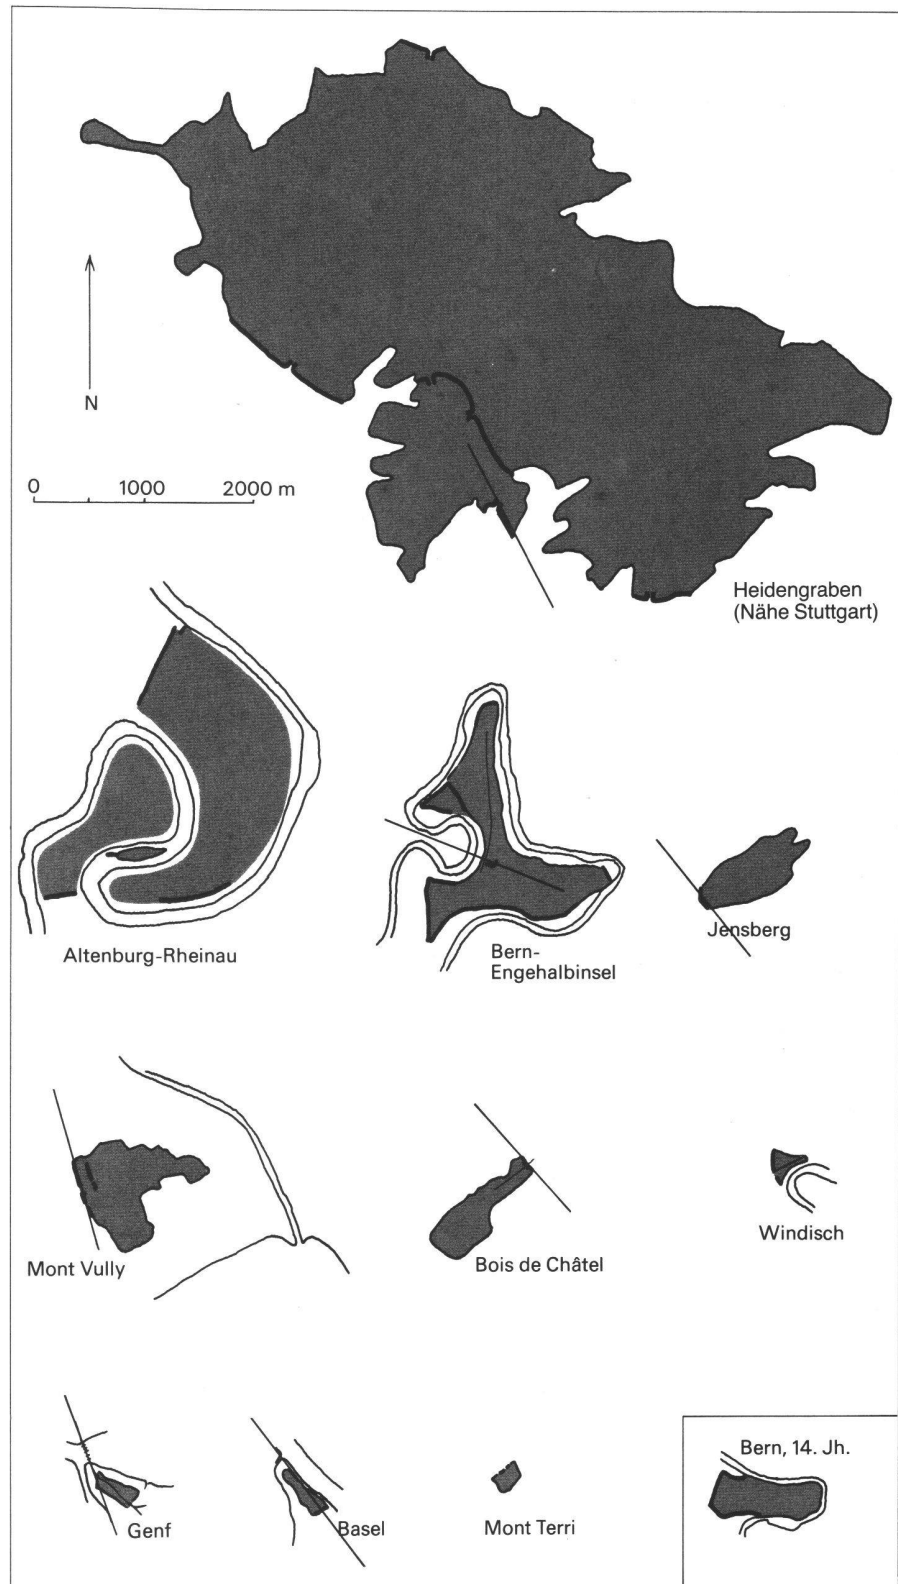 N
0 1000 2000 m
Heidengraben
(Nähe Stuttgart)
Altenburg-Rheinau
Bern-
Engehalbinsel
Jensberg
Mont Vully
Bois de Châtel
Windisch
Genf
Basel
Mont Terri
Bern, 14. Jh.